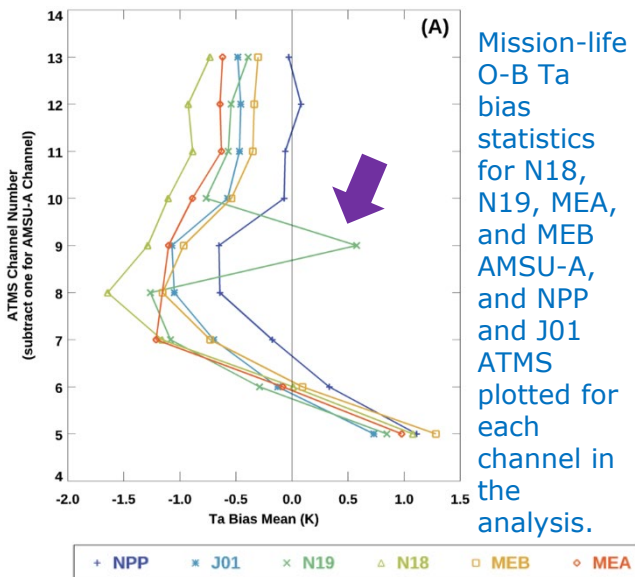 (A)
14
13
12
11
10
9
8
7
6
5
4
ATMS Channel Number
(subtract one for AMSU-A Channel)
-2.0 -1.5 -1.0 -0.5 0.0 0.5 1.0 1.5
Ta Bias Mean (K)
Mission-life
O-B Ta
bias
statistics
for N18,
N19, MEA,
and MEB
AMSU-A,
and NPP
and J01
ATMS
plotted for
each
channel in
the
analysis.
NPP J01 N19 N18 MEB MEA